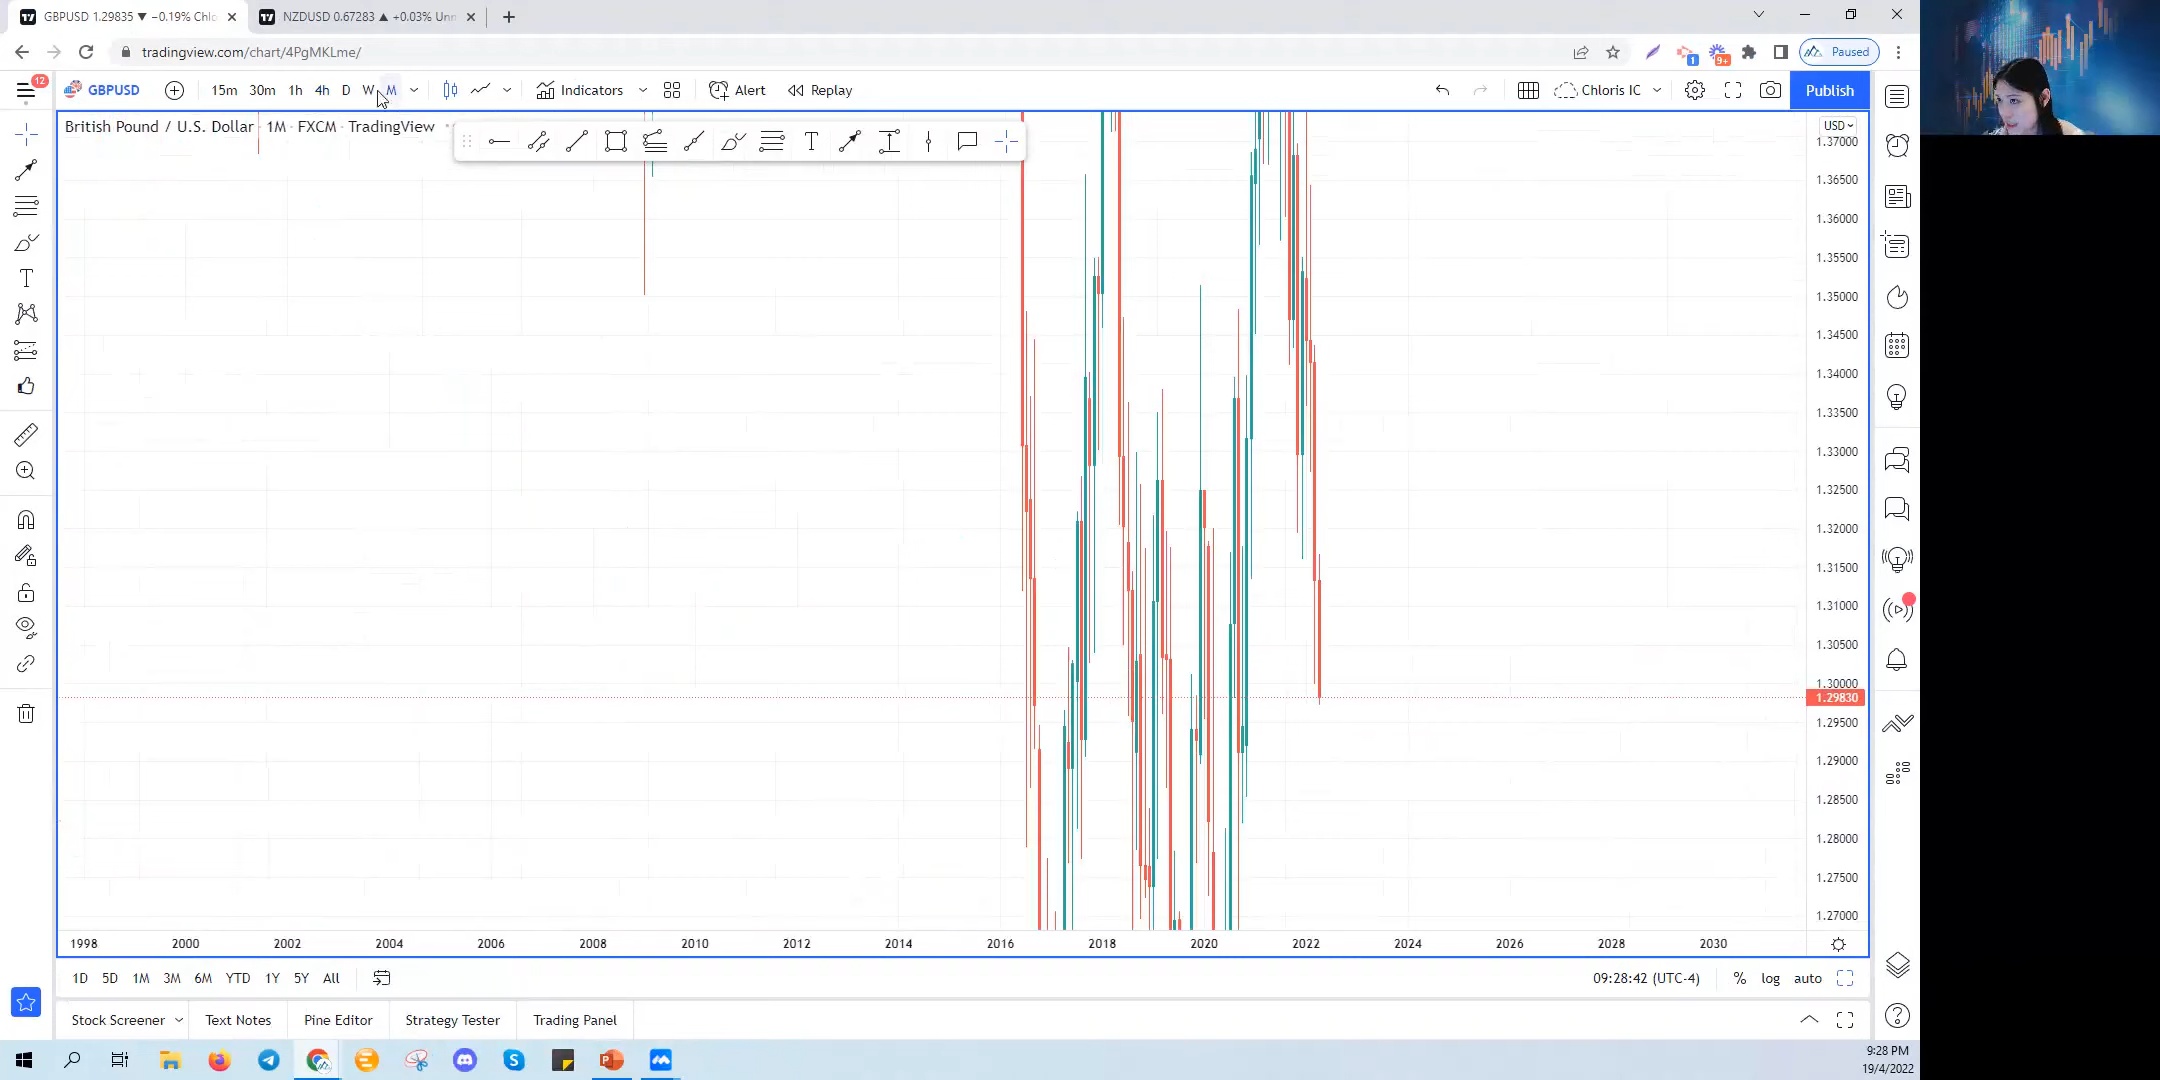 GBPUSD 1.29835 ▼ −0.19% Chlo
NZDUSD 0.67283 ▲ +0.03% Unn
tradingview.com/chart/4PgMKLme/
1
9+
Paused
12
GBPUSD
15m 30m 1h 4h D W M
Indicators
Alert
Replay
Chloris IC
Publish
British Pound / U.S. Dollar · 1M · FXCM · TradingView
T
USD
1.37000
1.36500
1.36000
1.35500
1.35000
1.34500
1.34000
1.33500
1.33000
1.32500
1.32000
1.31500
1.31000
1.30500
1.30000
1.29830
1.29500
1.29000
1.28500
1.28000
1.27500
1.27000
1998 2000 2002 2004 2006 2008 2010 2012 2014 2016 2018 2020 2022 2024 2026 2028 2030
1D 5D 1M 3M 6M YTD 1Y 5Y All
09:28:42 (UTC-4) % log auto
Stock Screener Text Notes Pine Editor Strategy Tester Trading Panel
9:28 PM
19/4/2022